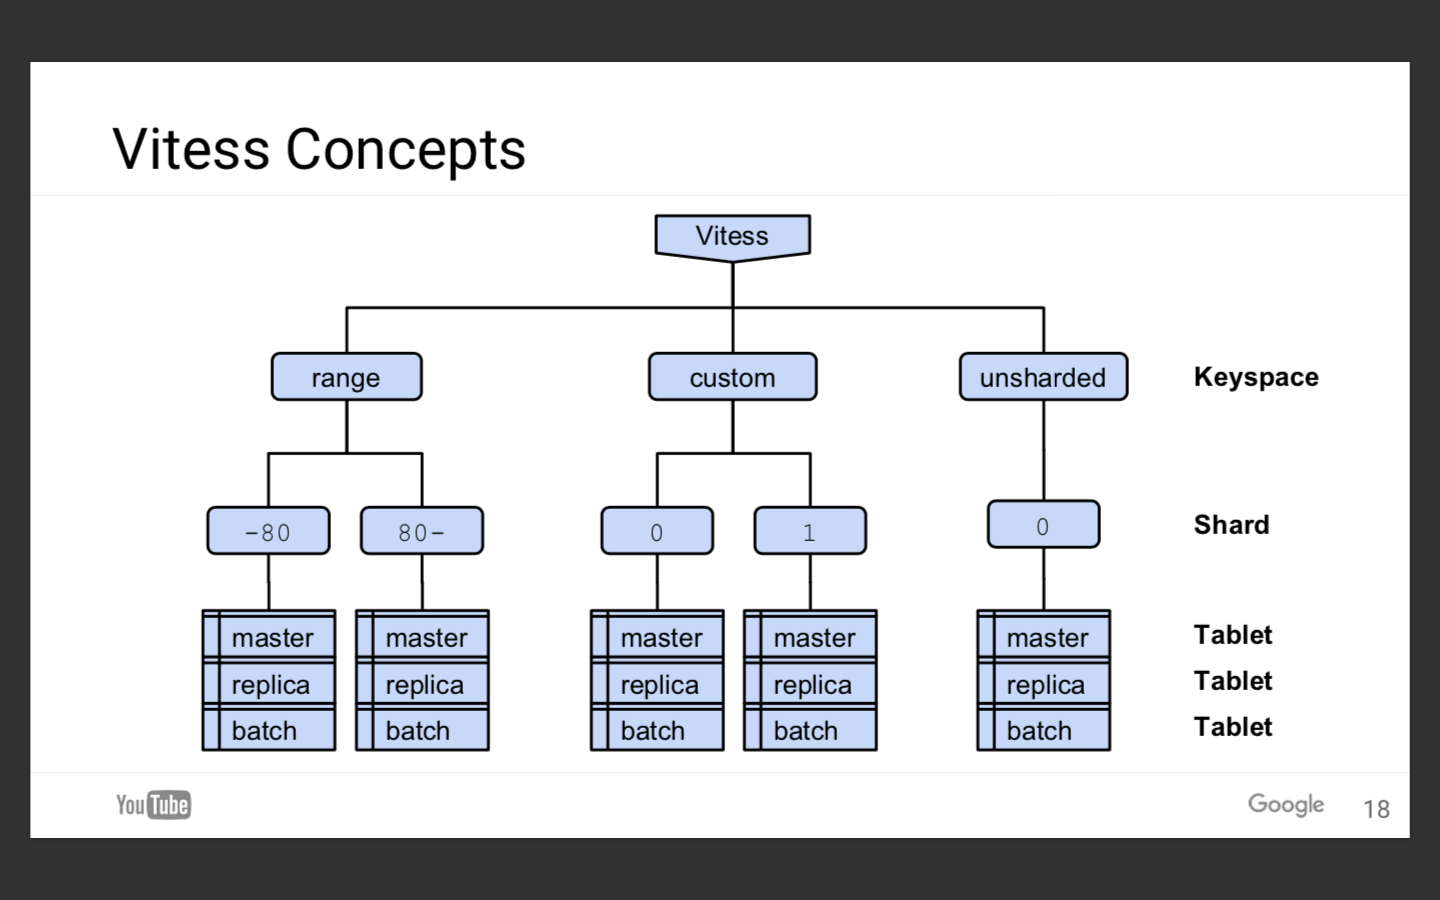 Vitess Concepts
Vitess
range custom unsharded Keyspace
-80 80- 0 1 0 Shard
master master master master master Tablet
replica replica replica replica replica Tablet
batch batch batch batch batch Tablet
YouTube Google 18